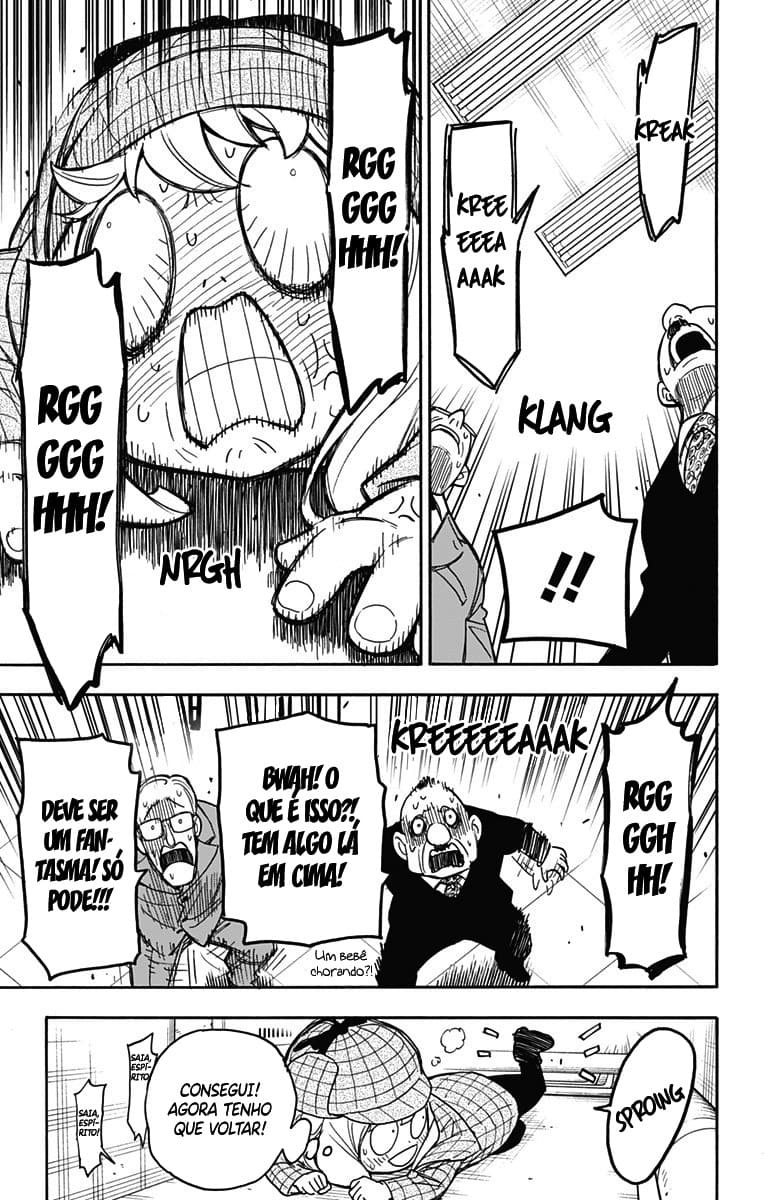 KREAK
KREE
EEEA
AAAK
KLANG
!!
RGG
GGG
HHH!
RGG
GGG
HHH!
NRGH
RGG
GGH
HH!
KREEEEEAAAK
BWAH! O
QUE É ISSO?!
TEM ALGO LÁ
EM CIMA!
UM BEBÊ
CHORANDO?!
DEVE SER
UM FAN-
TASMA! SÓ
PODE!!!
SPROING
CONSEGUI!
AGORA TENHO
QUE VOLTAR!
SAIA,
ESPÍ-
RITO!
SAIA,
ESPÍ-
RITO!